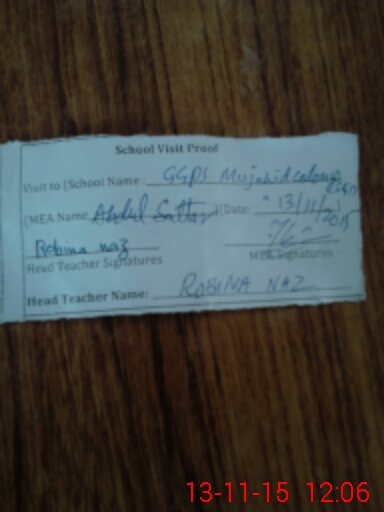 School Visit Proof
Visit to (School Name: GGPS Mujahid colony
(MEA Name: Abdul Sattar )(Date: 13/11/2015)
Robina naz
Head Teacher Signatures MEA Signatures
Head Teacher Name: ROBINA NAZ
13-11-15 12:06